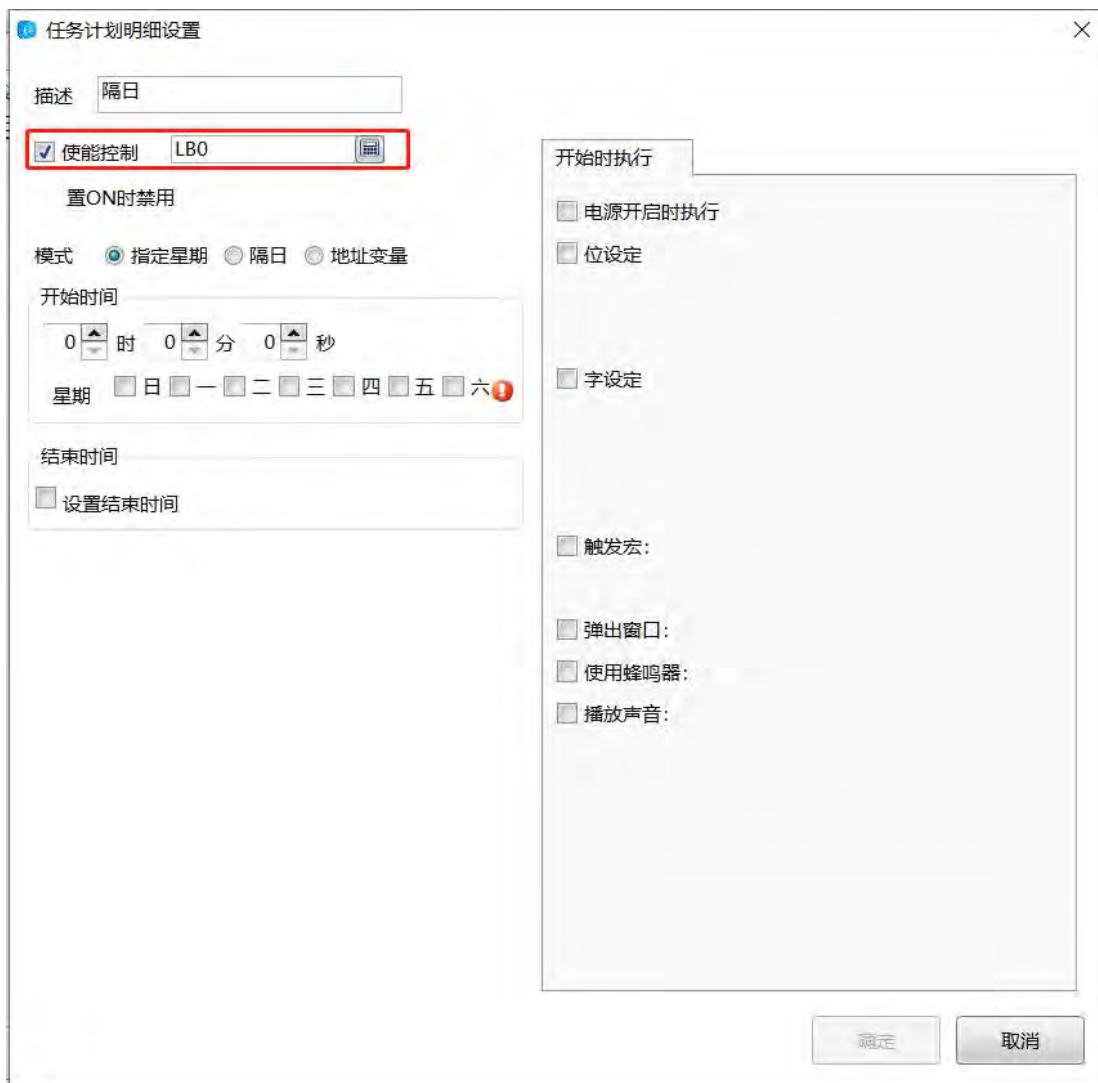 任务计划明细设置
描述 隔日
使能控制 LB0
置ON时禁用
模式 指定星期 隔日 地址变量
开始时间
0 时 0 分 0 秒
星期 日 一 二 三 四 五 六
结束时间
设置结束时间
开始时执行
电源开启时执行
位设定
字设定
触发宏：
弹出窗口：
使用蜂鸣器：
播放声音：
确定 取消